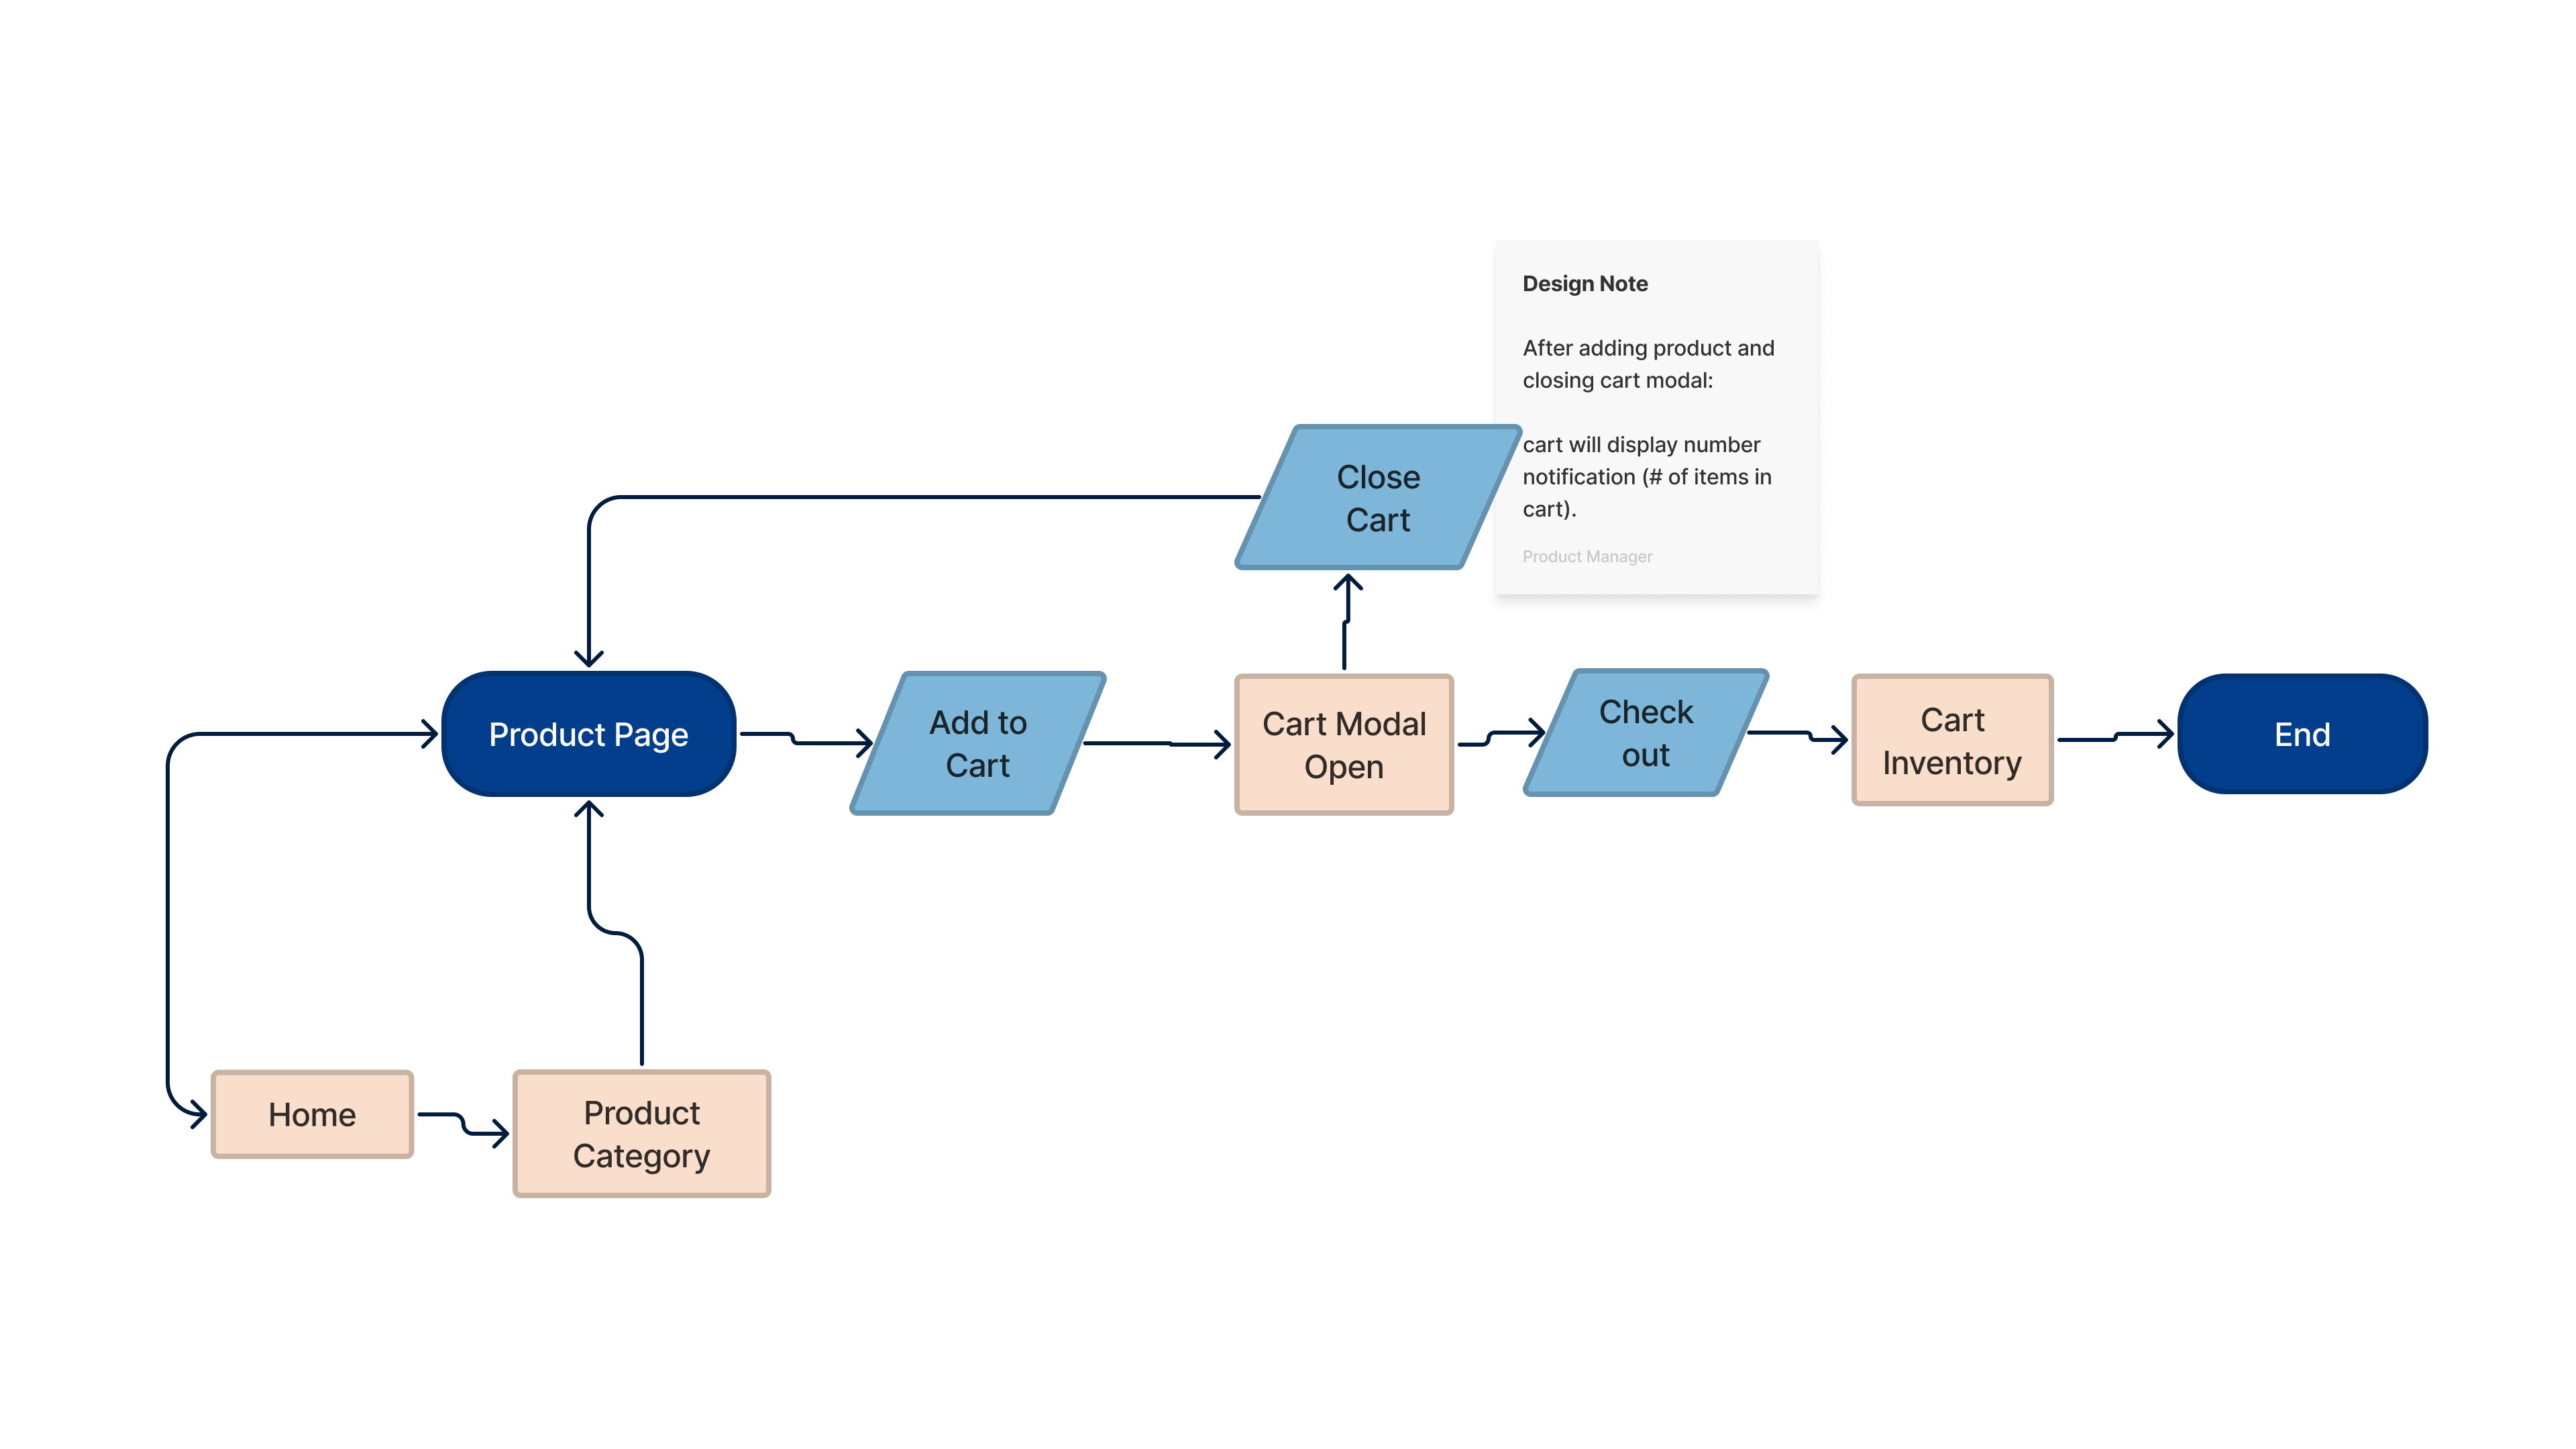 Design Note
After adding product and
closing cart modal:
cart will display number
notification (# of items in
cart).
Product Manager
Close
Cart
Product Page
Add to
Cart
Cart Modal
Open
Check
out
Cart
Inventory
End
Home
Product
Category